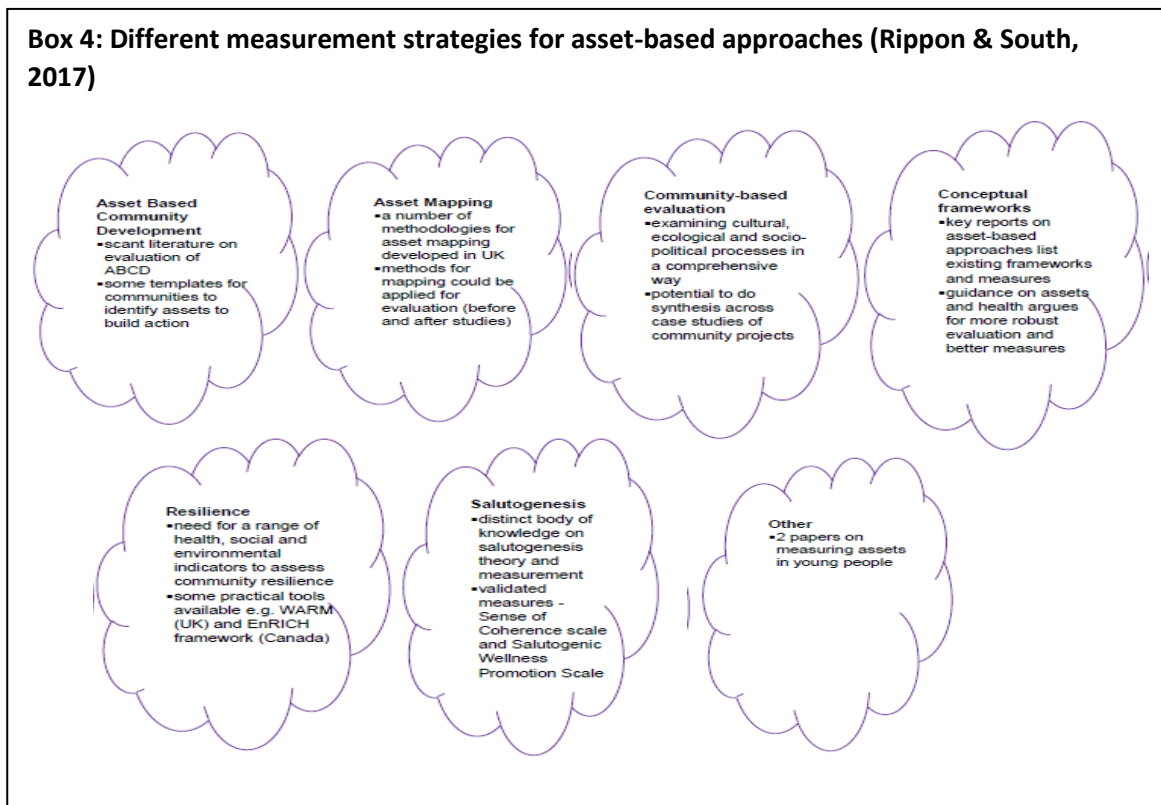 Box 4: Different measurement strategies for asset-based approaches (Rippon & South,
2017)
Asset Based
Community
Development
▪scant literature on
evaluation of
ABCD
▪some templates for
communities to
identify assets to
build action
Asset Mapping
▪a number of
methodologies for
asset mapping
developed in UK
▪methods for
mapping could be
applied for
evaluation (before
and after studies)
Community-based
evaluation
▪examining cultural,
ecological and socio-
political processes in
a comprehensive
way
▪potential to do
synthesis across
case studies of
community projects
Conceptual
frameworks
▪key reports on
asset-based
approaches list
existing frameworks
and measures
▪guidance on assets
and health argues
for more robust
evaluation and
better measures
Resilience
▪need for a range of
health, social and
environmental
indicators to assess
community resilience
▪some practical tools
available e.g. WARM
(UK) and EnRICH
framework (Canada)
Salutogenesis
▪distinct body of
knowledge on
salutogenesis
theory and
measurement
▪validated
measures -
Sense of
Coherence scale
and Salutogenic
Wellness
Promotion Scale
Other
▪2 papers on
measuring assets
in young people